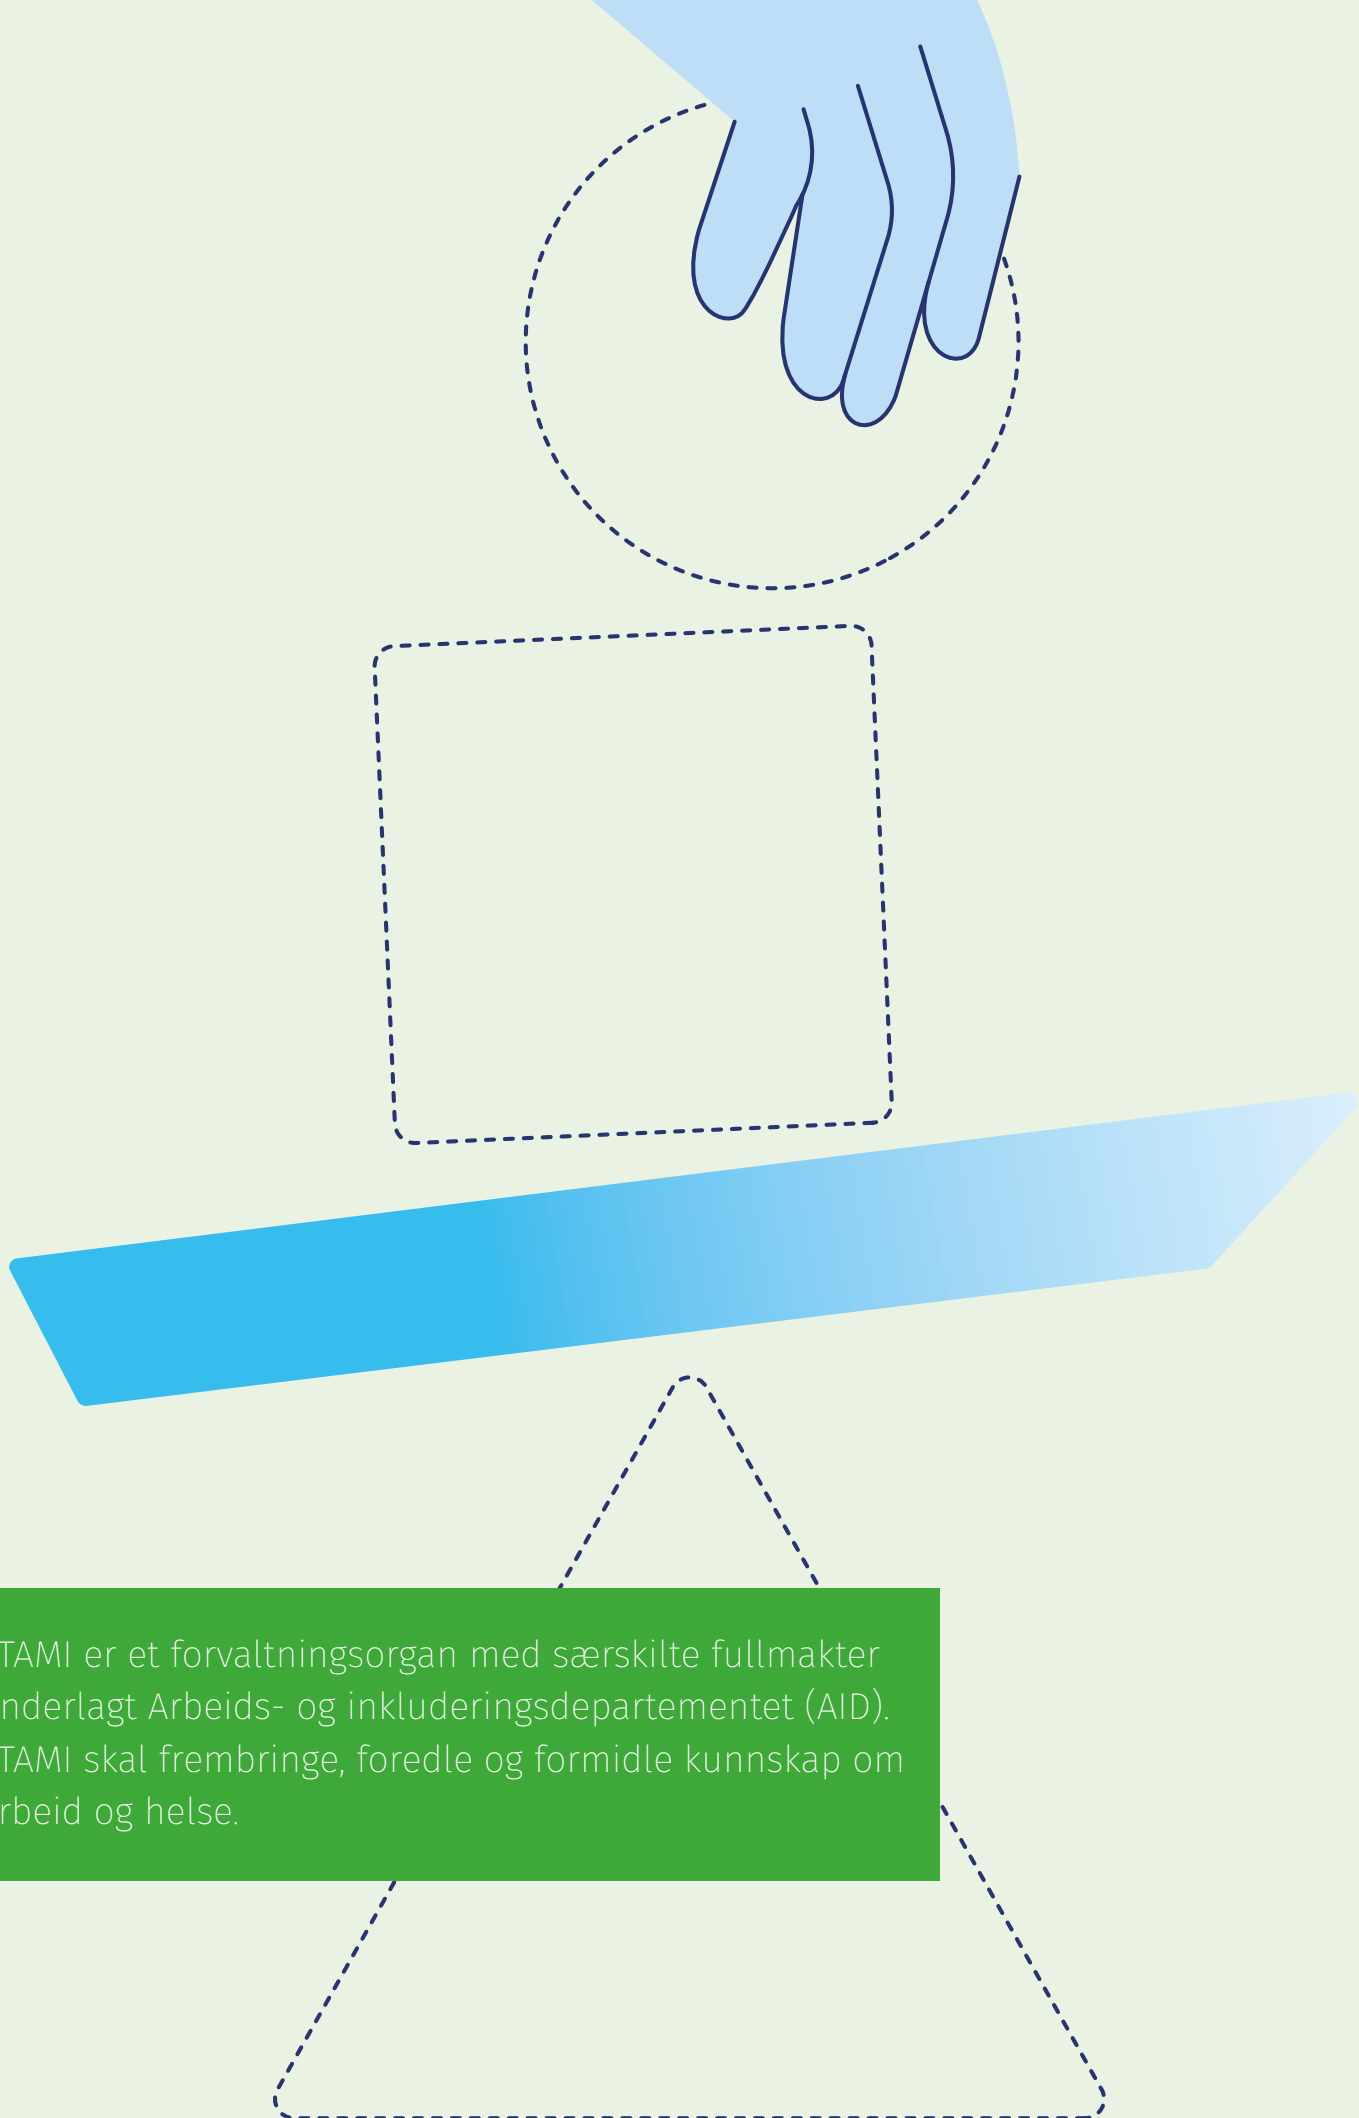 TAMI er et forvaltningsorgan med særskilte fullmakter
nderlagt Arbeids- og inkluderingsdepartementet (AID).
TAMI skal frembringe, foredle og formidle kunnskap om
rbeid og helse.